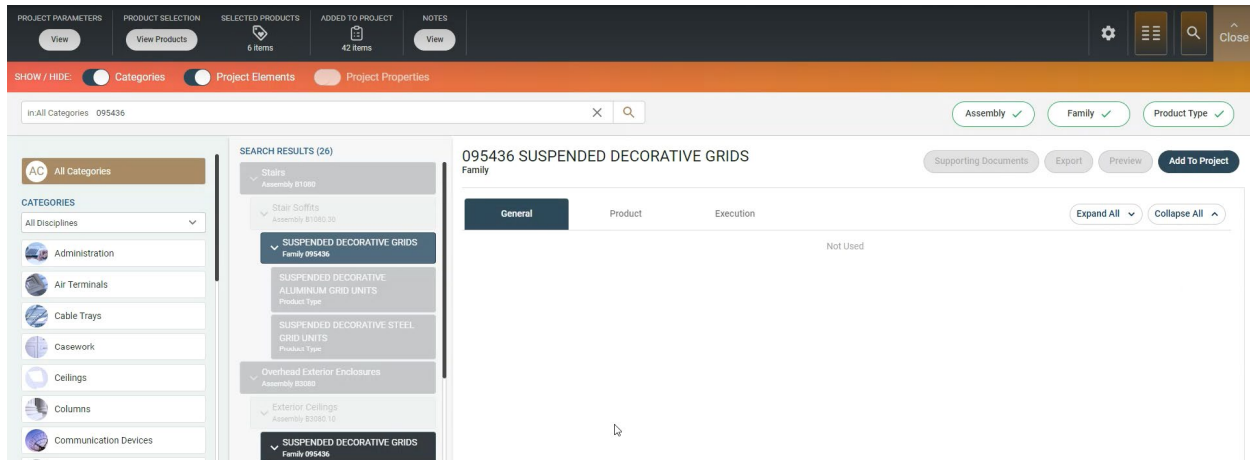 PROJECT PARAMETERS
View
PRODUCT SELECTION
View Products
SELECTED PRODUCTS
6 items
ADDED TO PROJECT
42 items
NOTES
View
Close
SHOW / HIDE:
Categories
Project Elements
Project Properties
in:All Categories 095436
Assembly
Family
Product Type
AC All Categories
CATEGORIES
All Disciplines
Administration
Air Terminals
Cable Trays
Casework
Ceilings
Columns
Communication Devices
SEARCH RESULTS (26)
Stairs
Assembly B1080
Stair Soffits
Assembly B1080.30
SUSPENDED DECORATIVE GRIDS
Family 095436
SUSPENDED DECORATIVE
ALUMINUM GRID UNITS
Product Type
SUSPENDED DECORATIVE STEEL
GRID UNITS
Product Type
Overhead Exterior Enclosures
Assembly B3080
Exterior Ceilings
Assembly B3080.10
SUSPENDED DECORATIVE GRIDS
Family 095436
095436 SUSPENDED DECORATIVE GRIDS
Family
Supporting Documents
Export
Preview
Add To Project
General
Product
Execution
Expand All
Collapse All
Not Used